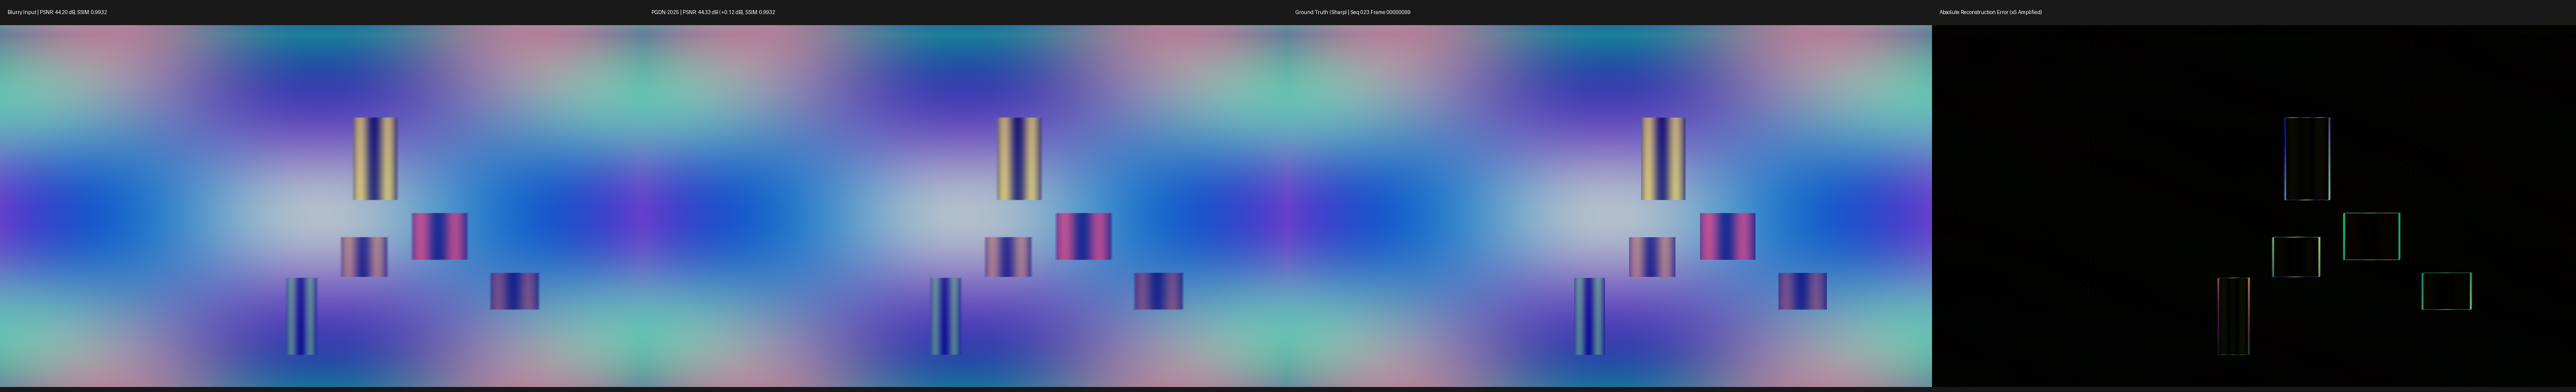 Blurry Input | PSNR: 44.20 dB, SSIM: 0.9932
PGDN-2025 | PSNR: 44.33 dB (+0.12 dB), SSIM: 0.9932
Ground Truth (Sharp) | Seq 023 Frame 00000099
Absolute Reconstruction Error (x5 Amplified)